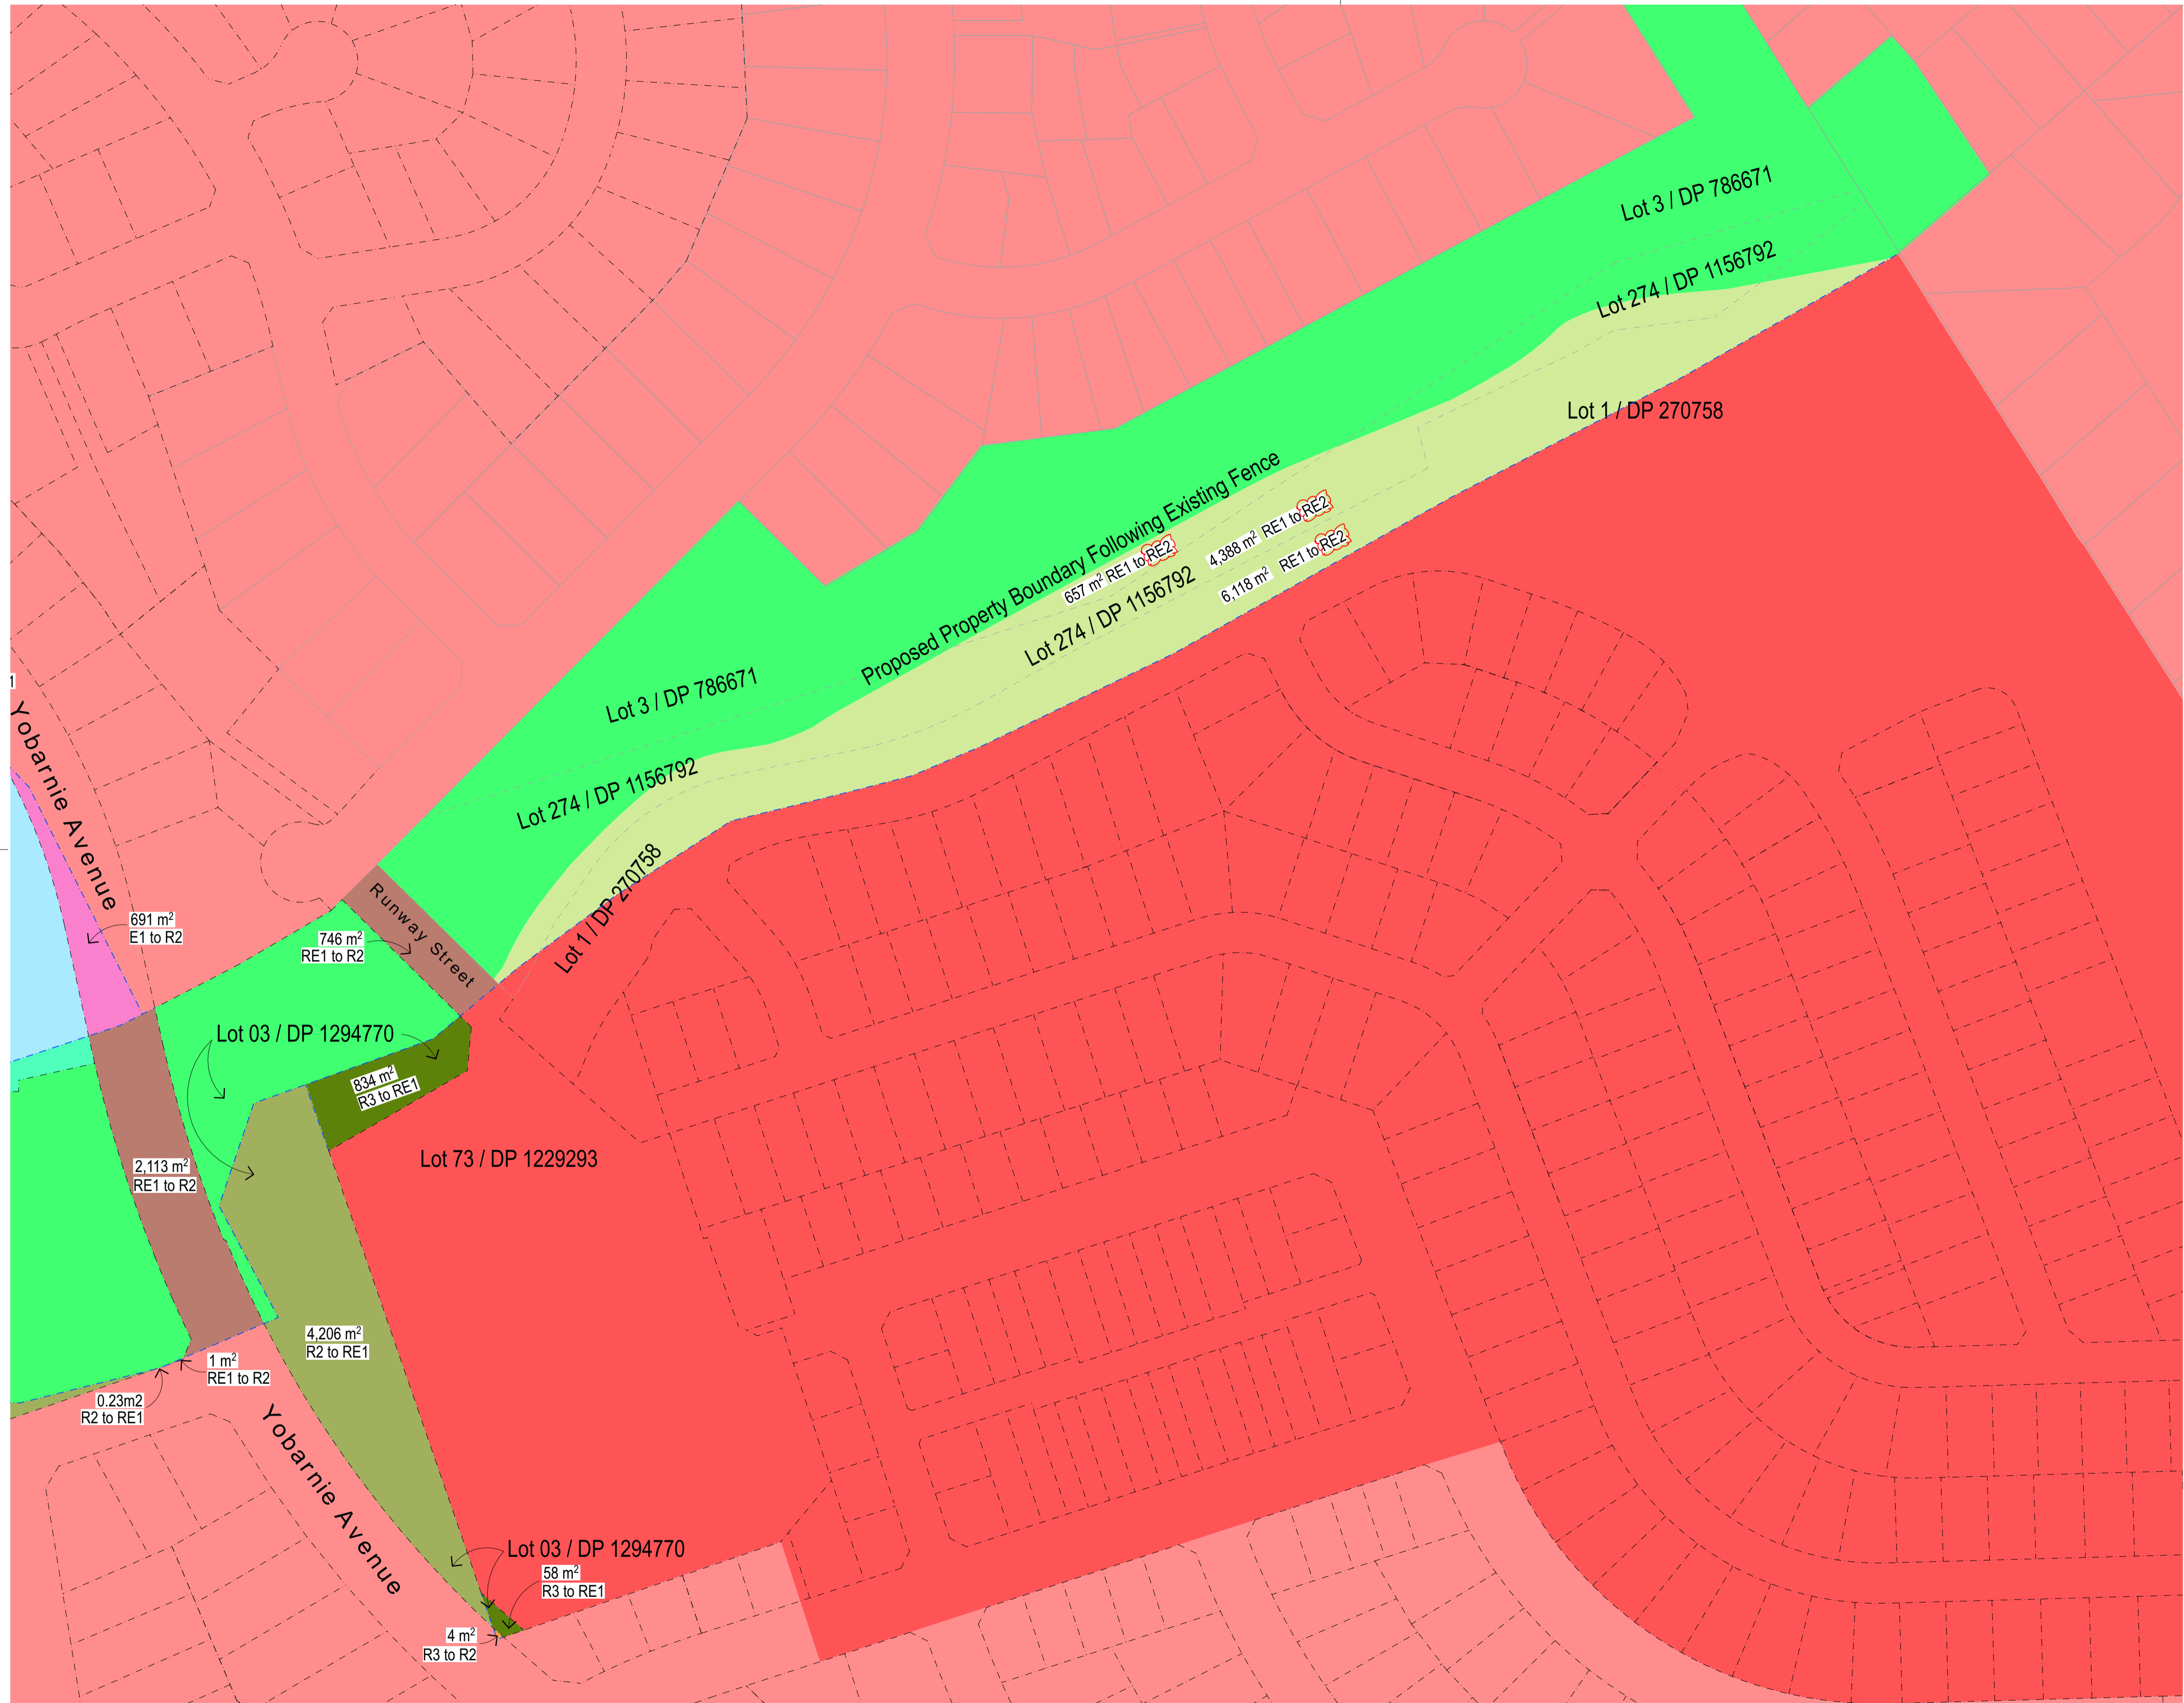 Lot 3 / DP 786671
Lot 274 / DP 1156792
Lot 1 / DP 270758
Proposed Property Boundary Following Existing Fence
657 m² RE1 to RE2
4,388 m² RE1 to RE2
6,118 m² RE1 to RE2
Lot 274 / DP 1156792
Lot 3 / DP 786671
1
Yobarnie Avenue
Lot 274 / DP 1156792
Lot 1 / DP 270758
Runway Street
691 m²
E1 to R2
746 m²
RE1 to R2
Lot 03 / DP 1294770
834 m²
R3 to RE1
Lot 73 / DP 1229293
2,113 m²
RE1 to R2
4,206 m²
R2 to RE1
1 m²
RE1 to R2
0.23m2
R2 to RE1
Yobarnie Avenue
Lot 03 / DP 1294770
58 m²
R3 to RE1
4 m²
R3 to R2